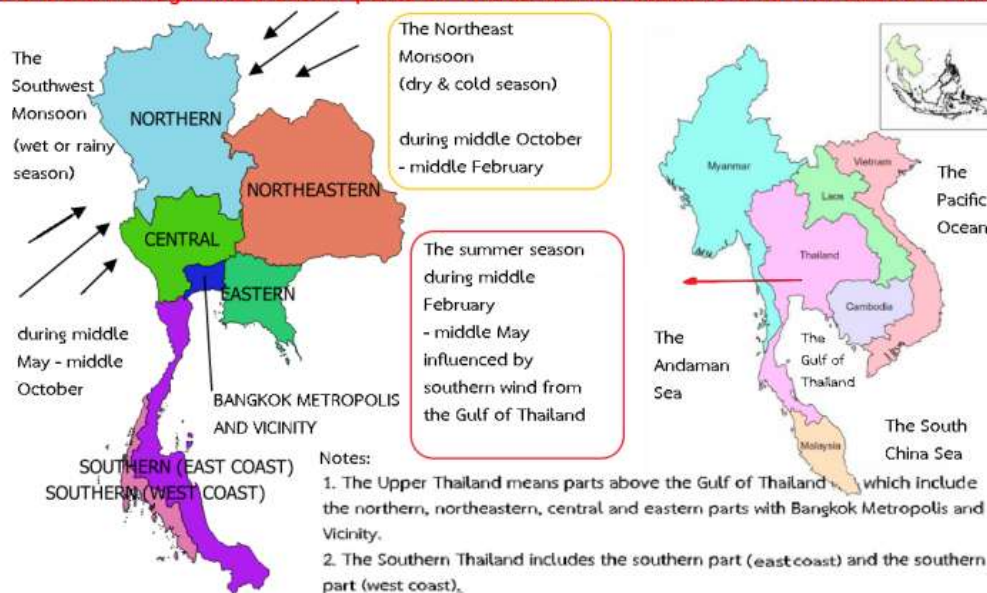 The
Southwest
Monsoon
(wet or rainy
season)
NORTHERN
NORTHEASTERN
CENTRAL
EASTERN
during middle
May - middle
October
BANGKOK METROPOLIS
AND VICINITY
SOUTHERN (EAST COAST)
SOUTHERN (WEST COAST)
The Northeast
Monsoon
(dry & cold season)
during middle October
- middle February
The summer season
during middle
February
- middle May
influenced by
southern wind from
the Gulf of Thailand
Myanmar
Vietnam
Laos
Thailand
Cambodia
Malaysia
The
Pacific
Ocean
The
Andaman
Sea
The
Gulf of
Thailand
The South
China Sea
Notes:
1. The Upper Thailand means parts above the Gulf of Thailand which include
the northern, northeastern, central and eastern parts with Bangkok Metropolis and
Vicinity.
2. The Southern Thailand includes the southern part (east coast) and the southern
part (west coast).